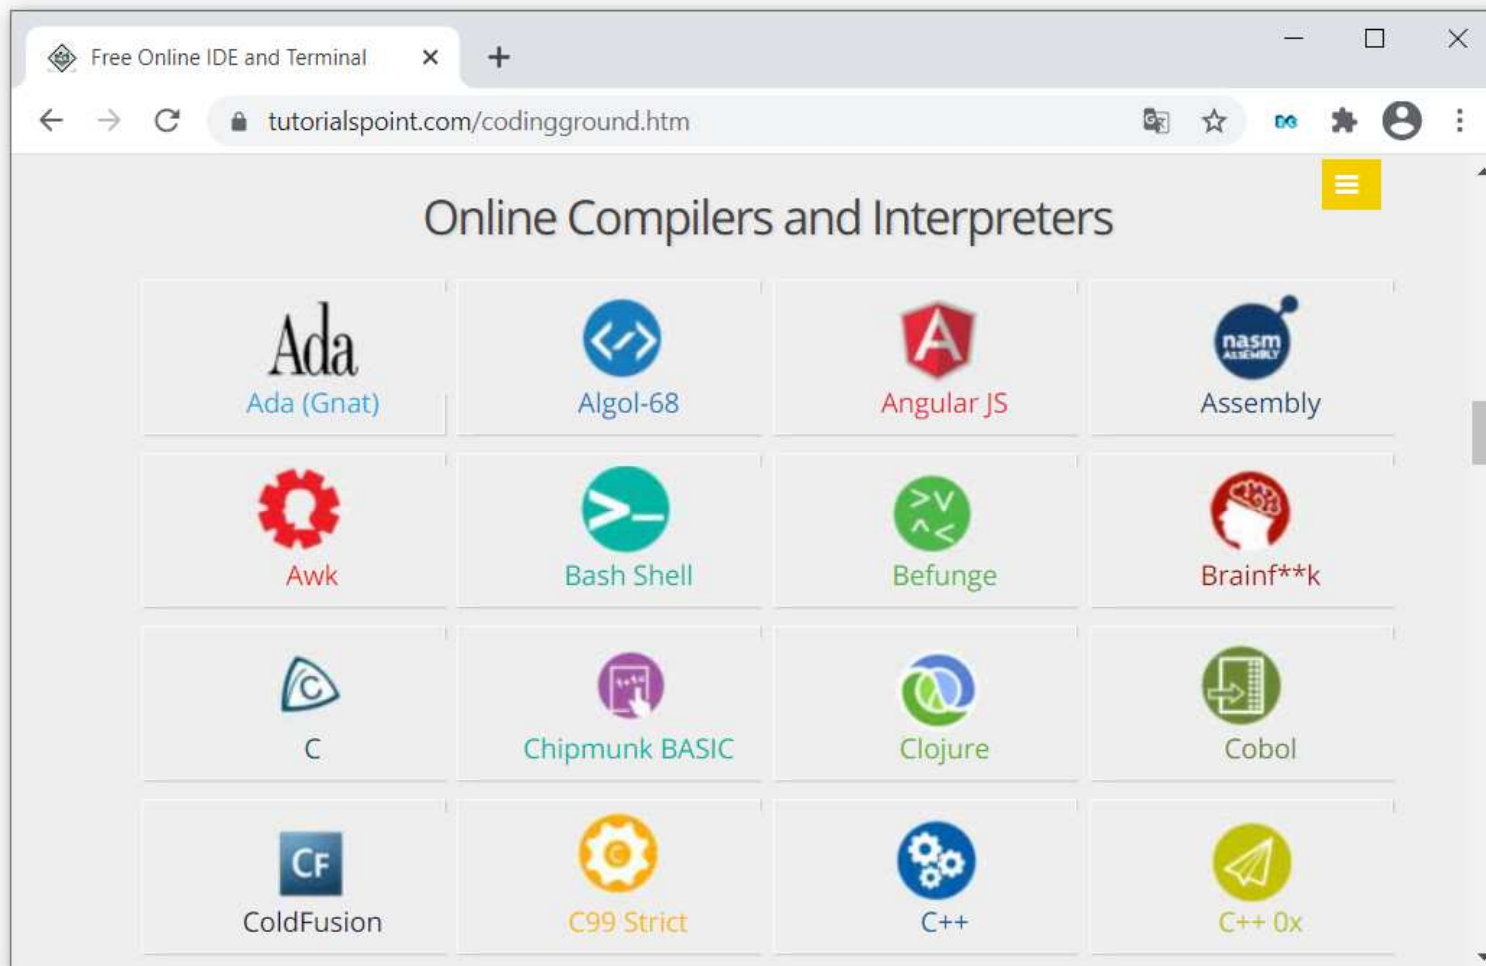 Free Online IDE and Terminal
tutorialspoint.com/codingground.htm
Online Compilers and Interpreters
Ada
nasm
ASSEMBLY
Ada (Gnat)
Algol-68
Angular JS
Assembly
Awk
Bash Shell
Befunge
Brainf**k
C
C
Chipmunk BASIC
Clojure
Cobol
CF
C
ColdFusion
C99 Strict
C++
C++ 0x